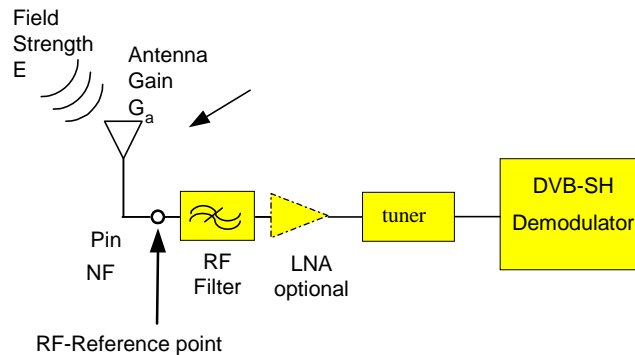 Field
Strength
E
Antenna
Gain
Ga
tuner
DVB-SH
Demodulator
Pin
NF
RF
Filter
LNA
optional
RF-Reference point